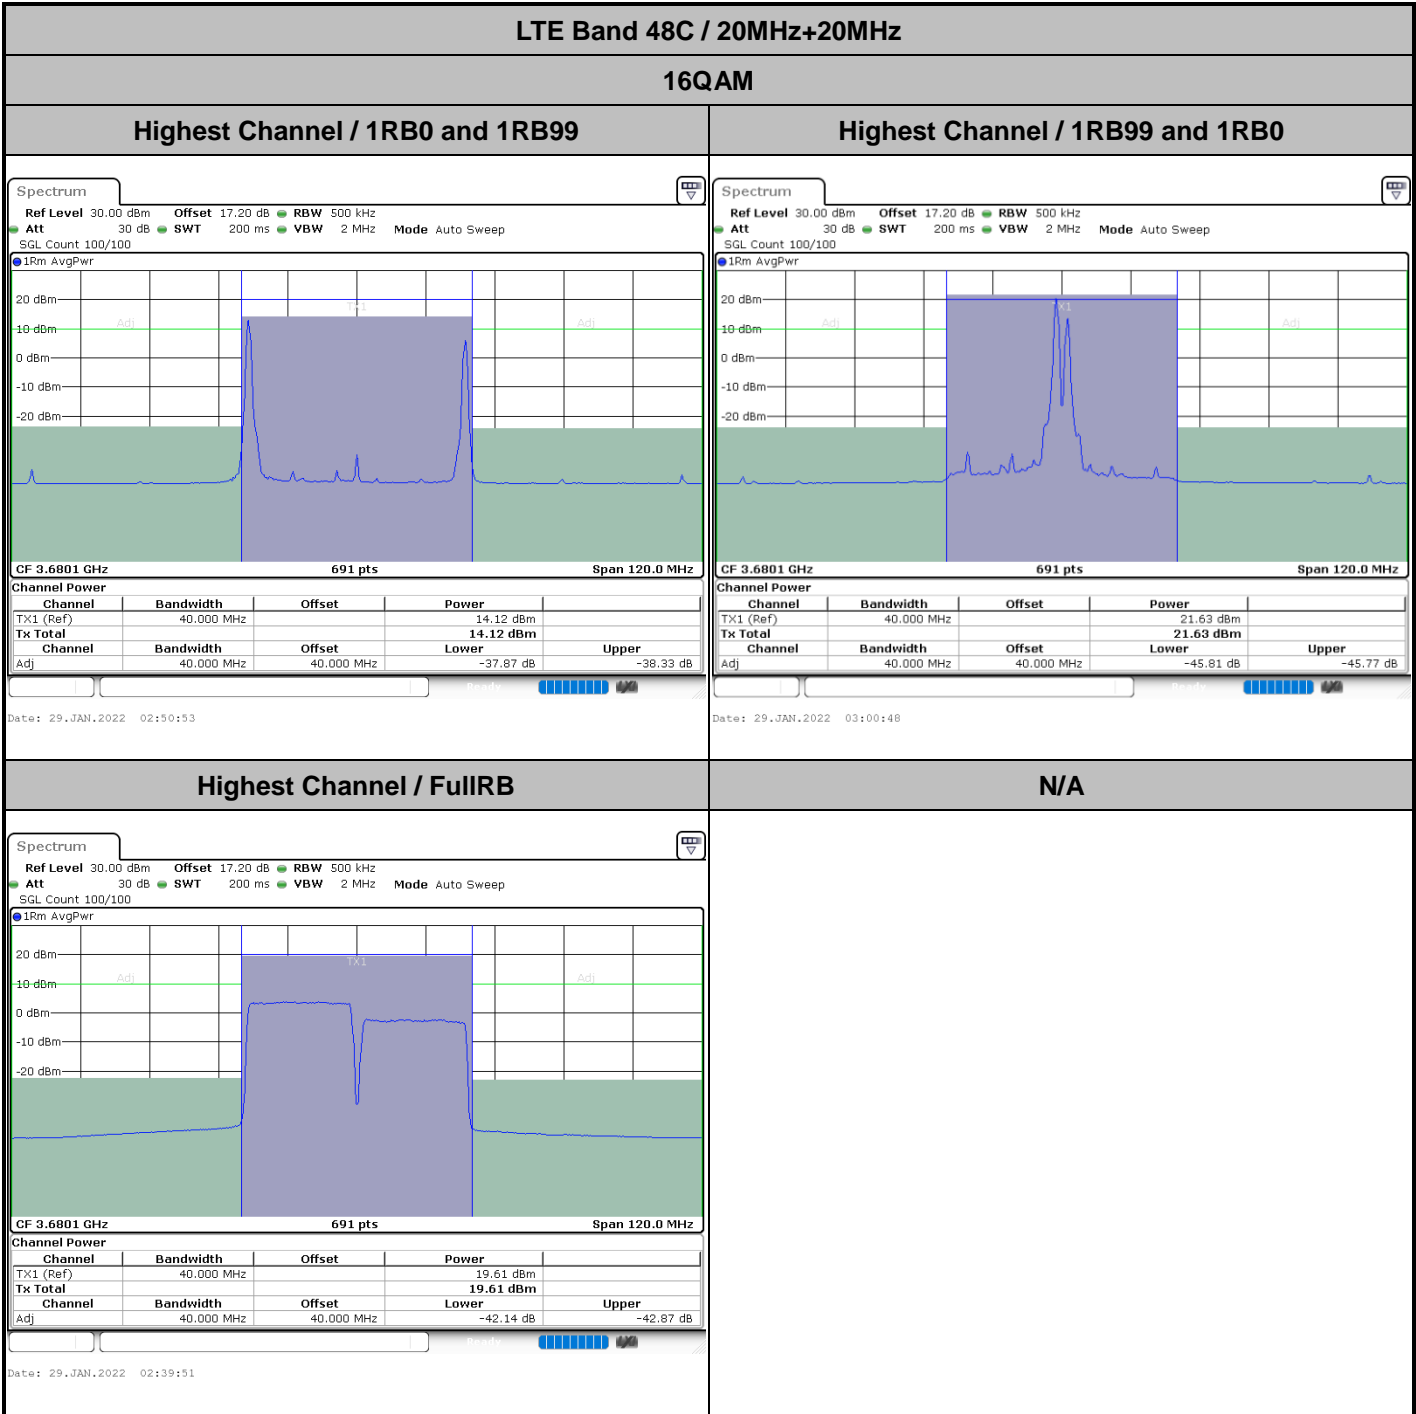 LTE Band 48C / 20MHz+20MHz
16QAM
Highest Channel / 1RB0 and 1RB99
Highest Channel / 1RB99 and 1RB0
Spectrum
Ref Level 30.00 dBm Offset 17.20 dB RBW 500 kHz
Att 30 dB SWT 200 ms VBW 2 MHz Mode Auto Sweep
SGL Count 100/100
1Rm AvgPwr
TX1
20 dBm
Adj Adj
10 dBm
0 dBm
-10 dBm
-20 dBm
CF 3.6801 GHz 691 pts Span 120.0 MHz
Channel Power
Channel Bandwidth Offset Power
TX1 (Ref) 40.000 MHz 14.12 dBm
Tx Total 14.12 dBm
Channel Bandwidth Offset Lower Upper
Adj 40.000 MHz 40.000 MHz -37.87 dB -38.33 dB
Ready
Date: 29.JAN.2022 02:50:53
Spectrum
Ref Level 30.00 dBm Offset 17.20 dB RBW 500 kHz
Att 30 dB SWT 200 ms VBW 2 MHz Mode Auto Sweep
SGL Count 100/100
1Rm AvgPwr
20 dBm
TX1
Adj Adj
10 dBm
0 dBm
-10 dBm
-20 dBm
CF 3.6801 GHz 691 pts Span 120.0 MHz
Channel Power
Channel Bandwidth Offset Power
TX1 (Ref) 40.000 MHz 21.63 dBm
Tx Total 21.63 dBm
Channel Bandwidth Offset Lower Upper
Adj 40.000 MHz 40.000 MHz -45.81 dB -45.77 dB
Ready
Date: 29.JAN.2022 03:00:48
Highest Channel / FullRB
N/A
Spectrum
Ref Level 30.00 dBm Offset 17.20 dB RBW 500 kHz
Att 30 dB SWT 200 ms VBW 2 MHz Mode Auto Sweep
SGL Count 100/100
1Rm AvgPwr
20 dBm
TX1
Adj Adj
10 dBm
0 dBm
-10 dBm
-20 dBm
CF 3.6801 GHz 691 pts Span 120.0 MHz
Channel Power
Channel Bandwidth Offset Power
TX1 (Ref) 40.000 MHz 19.61 dBm
Tx Total 19.61 dBm
Channel Bandwidth Offset Lower Upper
Adj 40.000 MHz 40.000 MHz -42.14 dB -42.87 dB
Ready
Date: 29.JAN.2022 02:39:51